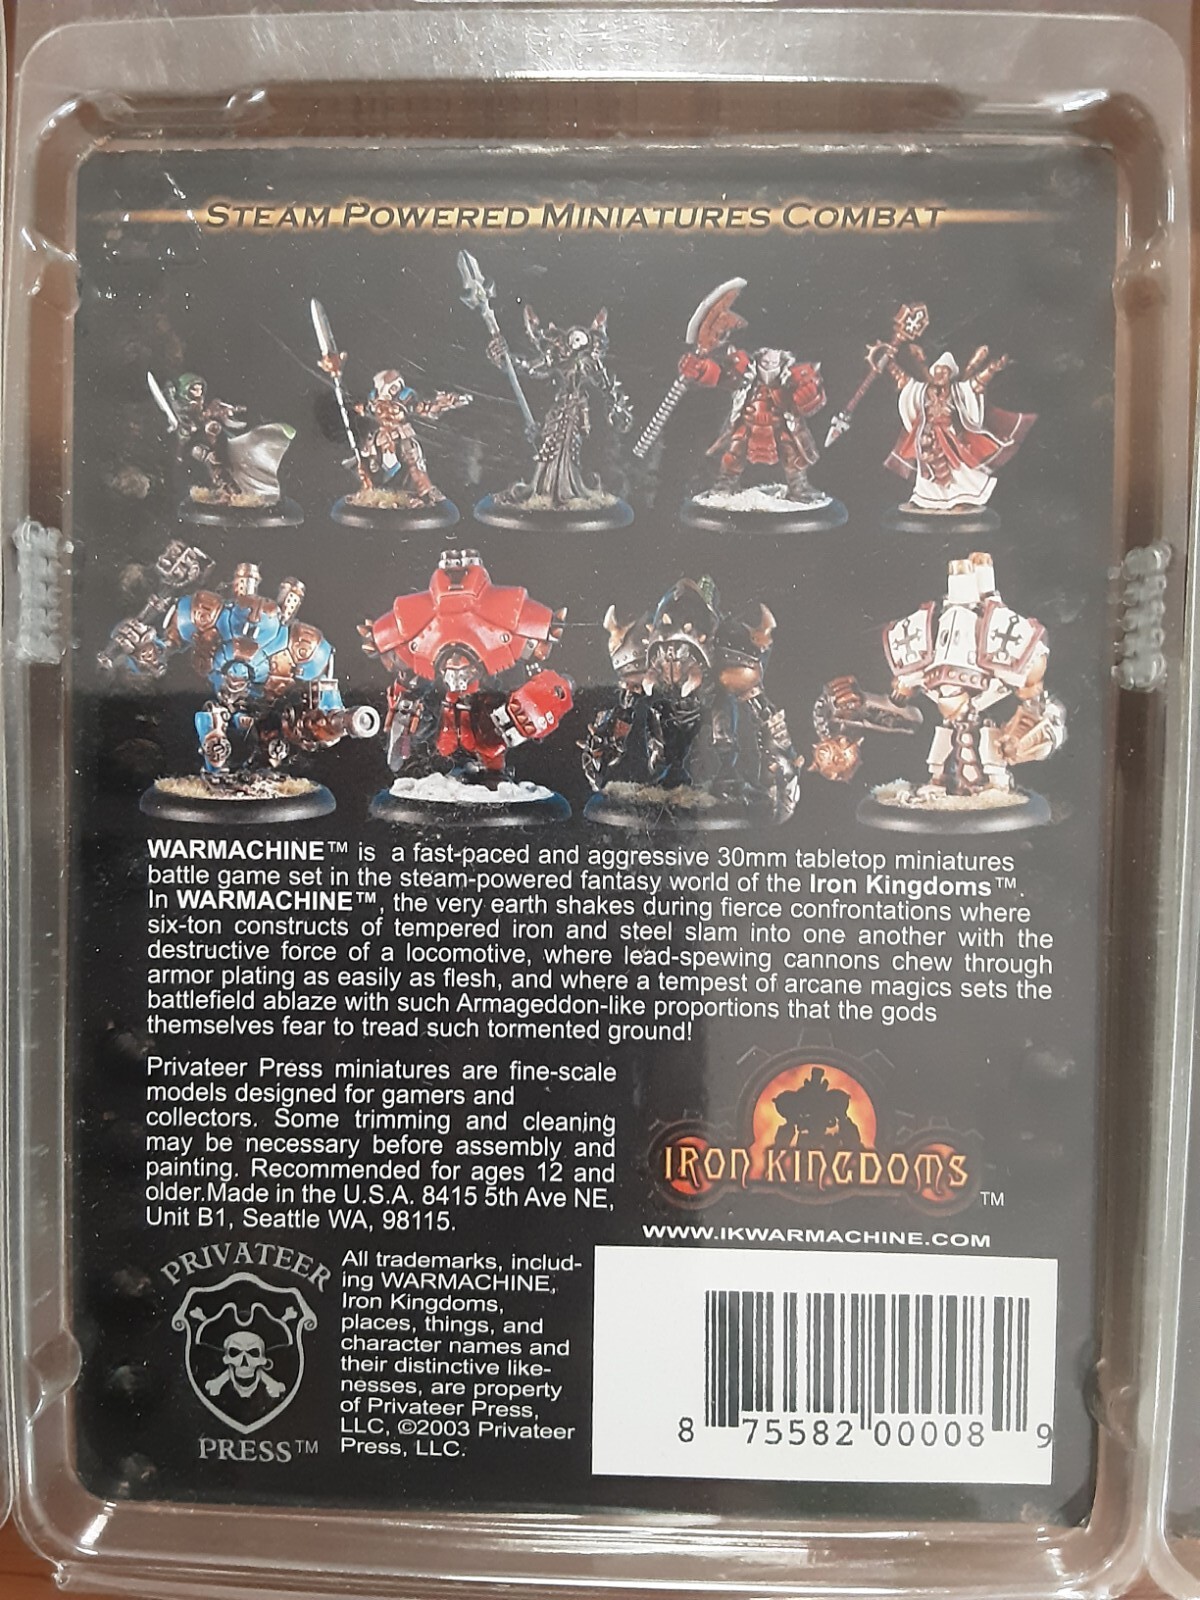 STEAM POWERED MINIATURES COMBAT
WARMACHINE™ is a fast-paced and aggressive 30mm tabletop miniatures
battle game set in the steam-powered fantasy world of the Iron Kingdoms™.
In WARMACHINE™, the very earth shakes during fierce confrontations where
six-ton constructs of tempered iron and steel slam into one another with the
destructive force of a locomotive, where lead-spewing cannons chew through
armor plating as easily as flesh, and where a tempest of arcane magics sets the
battlefield ablaze with such Armageddon-like proportions that the gods
themselves fear to tread such tormented ground!
Privateer Press miniatures are fine-scale
models designed for gamers and
collectors. Some trimming and cleaning
may be necessary before assembly and
painting. Recommended for ages 12 and
older.Made in the U.S.A. 8415 5th Ave NE,
Unit B1, Seattle WA, 98115.
IRON KINGDOMS™
WWW.IKWARMACHINE.COM
PRIVATEER
PRESS™
All trademarks, includ-
ing WARMACHINE,
Iron Kingdoms,
places, things, and
character names and
their distinctive like-
nesses, are property
of Privateer Press,
LLC, ©2003 Privateer
Press, LLC.
8 75582 00008 9